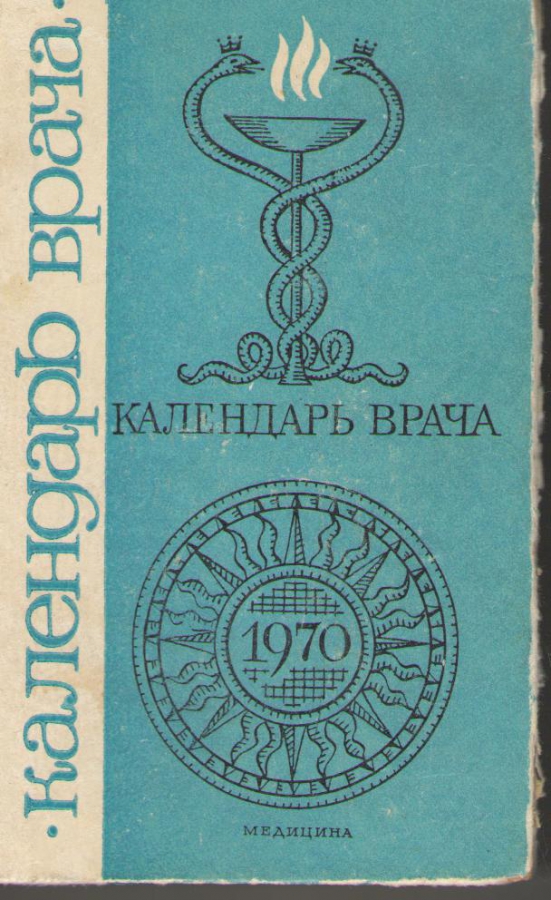 ·Календарь врача·
КАЛЕНДАРЬ ВРАЧА
1970
МЕДИЦИНА